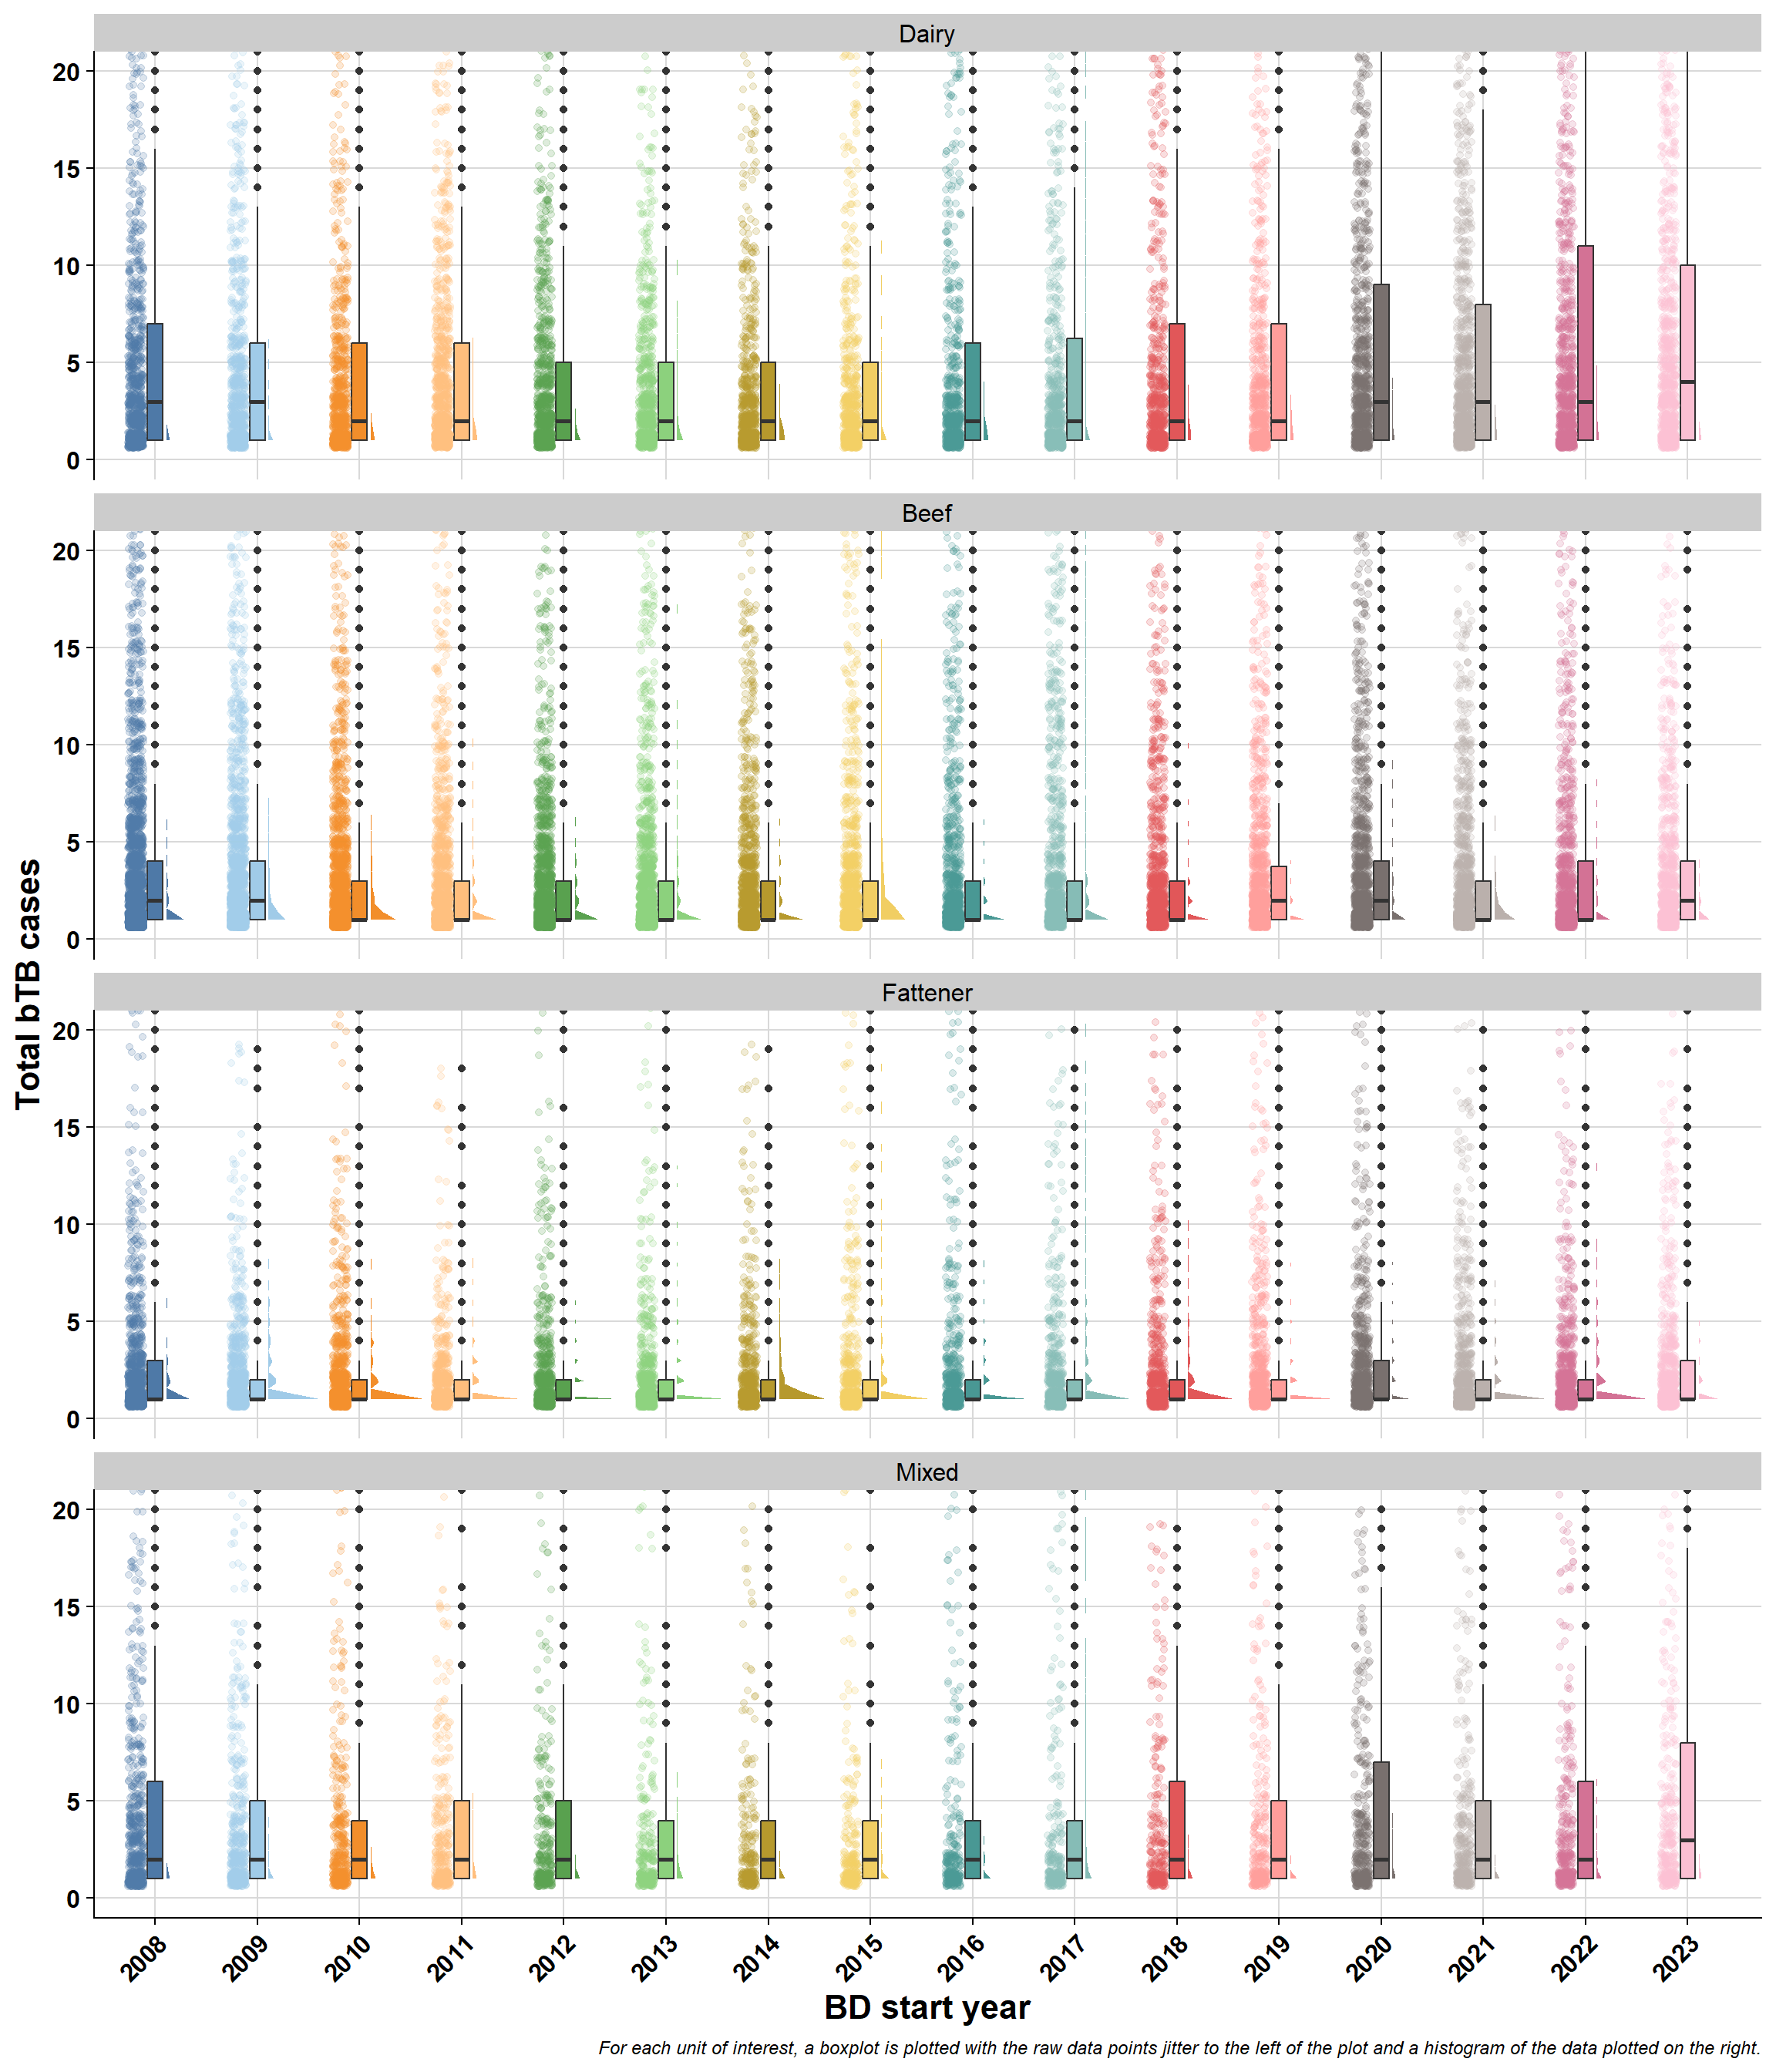 Dairy
20
15
10
5
0
Beef
20
15
10
5
0
Fattener
20
15
10
5
0
Mixed
20
15
10
5
0
Total bTB cases
2008 2009 2010 2011 2012 2013 2014 2015 2016 2017 2018 2019 2020 2021 2022 2023
BD start year
For each unit of interest, a boxplot is plotted with the raw data points jitter to the left of the plot and a histogram of the data plotted on the right.